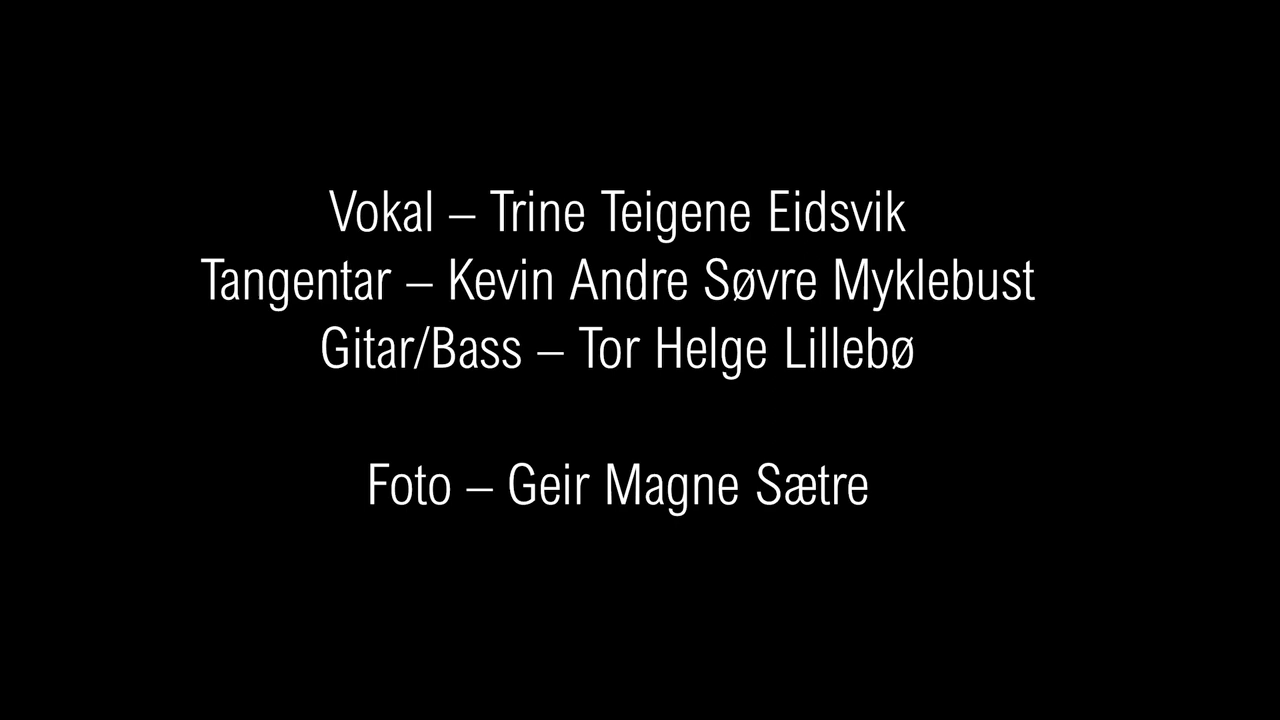 Vokal – Trine Teigene Eidsvik
Tangentar – Kevin Andre Søvre Myklebust
Gitar/Bass – Tor Helge Lillebø
Foto – Geir Magne Sætre